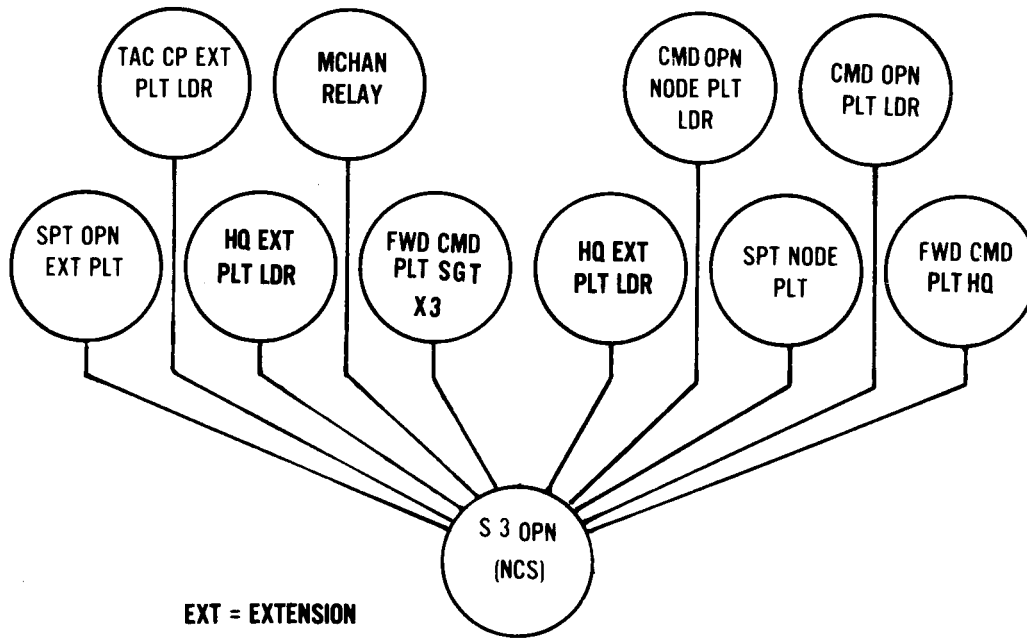 TAC CP EXT
PLT LDR
MCHAN
RELAY
CMD OPN
NODE PLT
LDR
CMD OPN
PLT LDR
SPT OPN
EXT PLT
HQ EXT
PLT LDR
FWD CMD
PLT SGT
X3
HQ EXT
PLT LDR
SPT NODE
PLT
FWD CMD
PLT HQ
S 3 OPN
(NCS)
EXT = EXTENSION